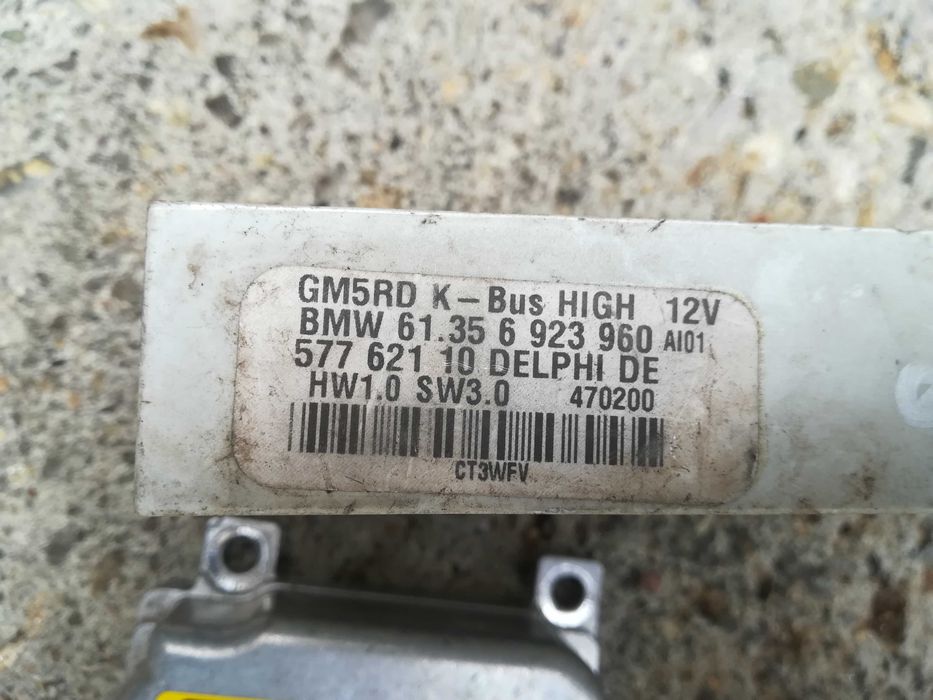 GM5RD K-Bus HIGH 12V
BMW 61.35 6 923 960 AI01
577 621 10 DELPHI DE
HW1.0 SW3.0 470200
CT3WFV